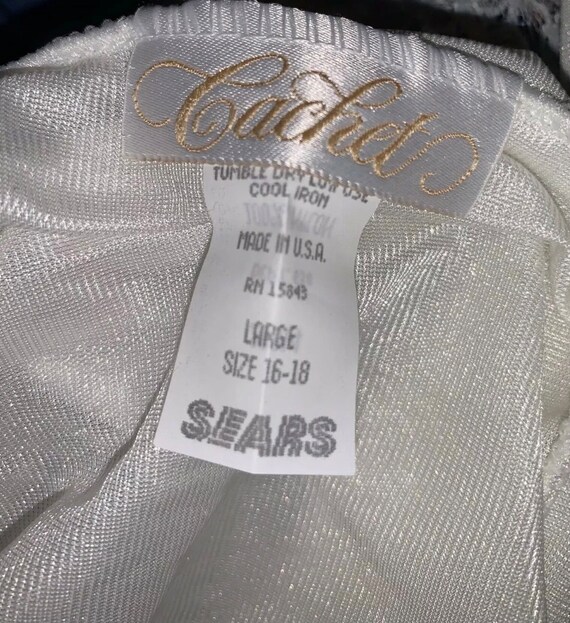 Cachet
TUMBLE DRY LOW USE
COOL IRON
MADE IN U.S.A.
RN 15843
LARGE
SIZE 16-18
SEARS